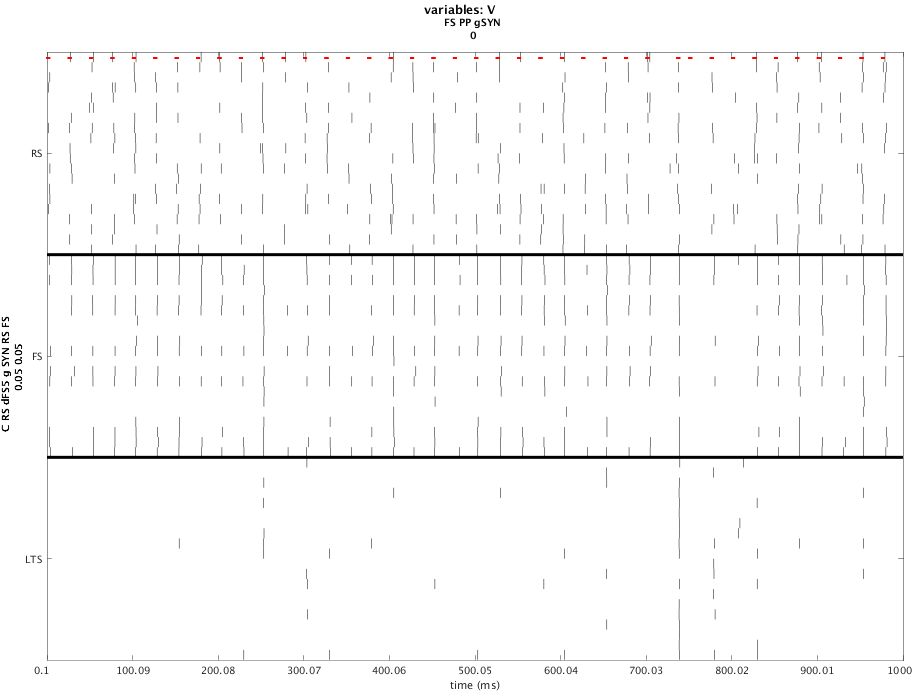 variables: V
FS PP gSYN
0
RS
FS
LTS
C RS dFSS g SYN RS FS
0.05 0.05
0.1 100.09 200.08 300.07 400.06 500.05 600.04 700.03 800.02 900.01 1000
time (ms)